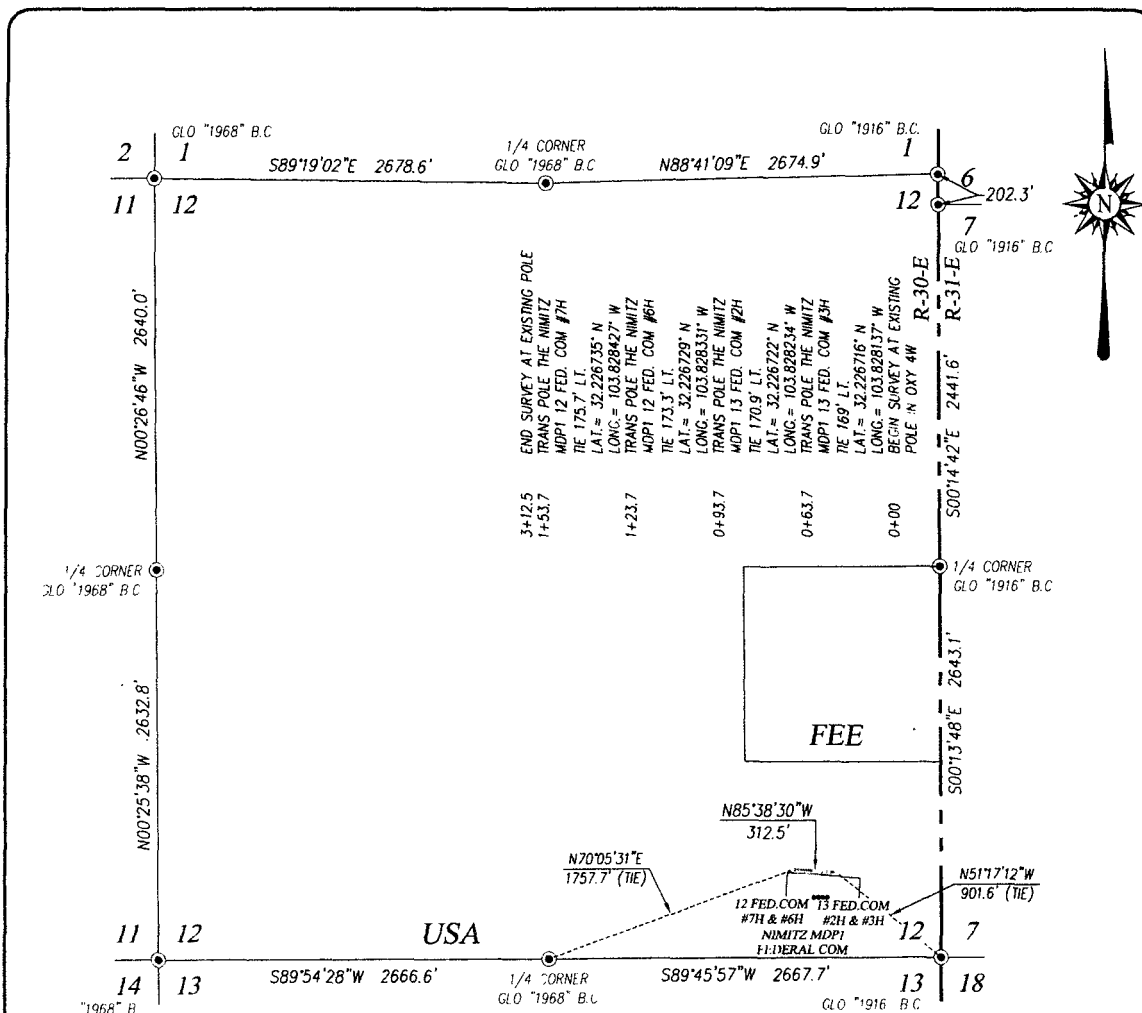 GLO "1968" B.C
2
1
S89°19'02"E 2678.6'
1/4 CORNER
GLO "1968" B.C
N88°41'09"E 2674.9'
GLO "1916" B.C.
1
6
11
12
12
7
202.3'
GLO "1916" B.C
N
R-30-E
R-31-E
N00°26'46"W 2640.0'
S00°14'42"E 2441.6'
3+12.5 END SURVEY AT EXISTING POLE
1+53.7 TRANS POLE THE NIMITZ
MDP1 12 FED. COM #7H
TIE 175.7' LT.
LAT.= 32.226735° N
LONG.= 103.828427° W
1+23.7 TRANS POLE THE NIMITZ
MDP1 12 FED. COM #6H
TIE 173.3' LT.
LAT.= 32.226729° N
LONG.= 103.828331° W
0+93.7 TRANS POLE THE NIMITZ
MDP1 13 FED. COM #2H
TIE 170.9' LT.
LAT.= 32.226722° N
LONG.= 103.828234° W
0+63.7 TRANS POLE THE NIMITZ
MDP1 13 FED. COM #3H
TIE 169' LT.
LAT.= 32.226716° N
LONG.= 103.828137° W
0+00 BEGIN SURVEY AT EXISTING
POLE IN OXY 4W
1/4 CORNER
GLO "1968" B.C
1/4 CORNER
GLO "1916" B.C
N00°25'38"W 2632.8'
S00°13'48"E 2643.1'
FEE
N85°38'30"W
312.5'
N70°05'31"E
1757.7' (TIE)
N51°17'12"W
901.6' (TIE)
12 FED.COM 13 FED.COM
#7H & #6H #2H & #3H
NIMITZ MDP1
FEDERAL COM
11
12
USA
12
7
S89°54'28"W 2666.6'
1/4 CORNER
GLO "1968" B.C
S89°45'57"W 2667.7'
14
13
13
18
"1968" B
GLO "1916 B C